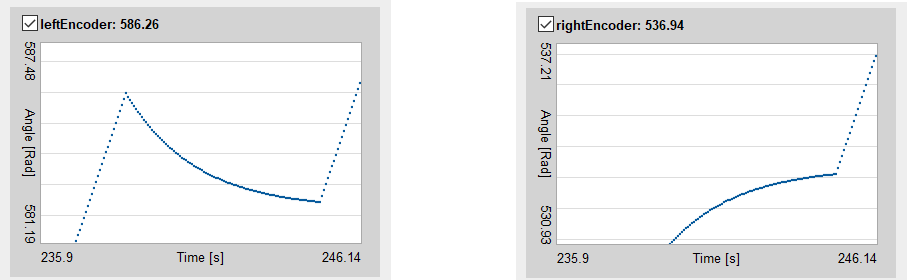 leftEncoder: 586.26
587.48
Angle [Rad]
581.19
235.9 Time [s] 246.14
rightEncoder: 536.94
537.21
Angle [Rad]
530.93
235.9 Time [s] 246.14